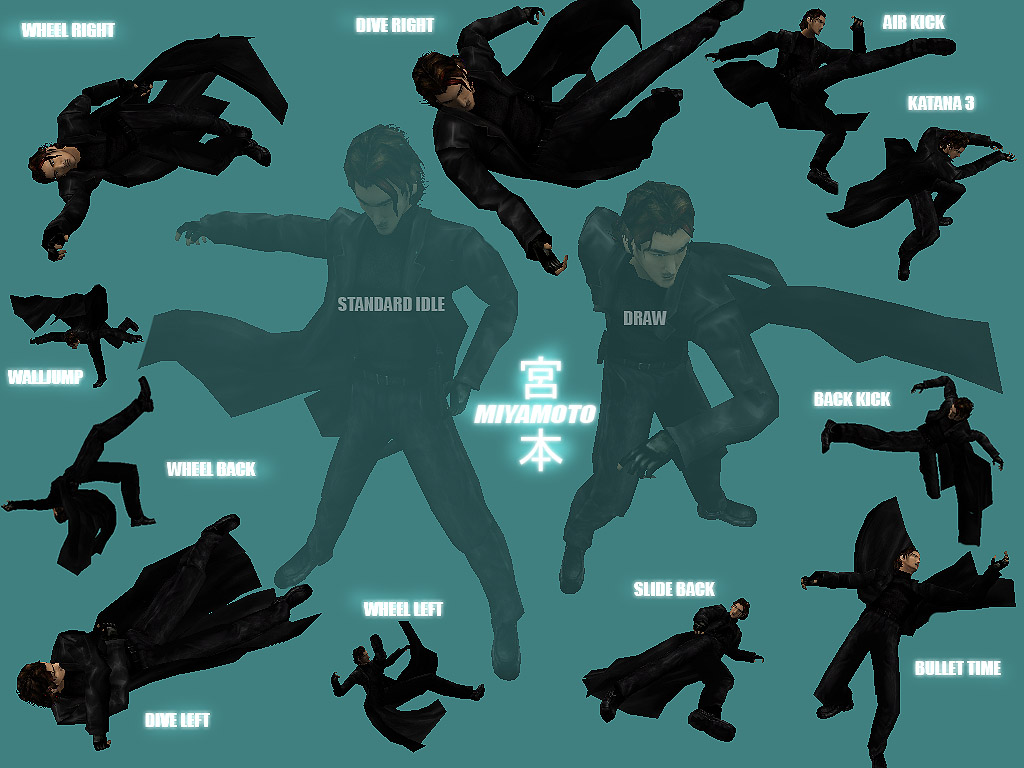 WHEEL RIGHT
DIVE RIGHT
AIR KICK
KATANA 3
STANDARD IDLE
DRAW
WALLJUMP
宮
MIYAMOTO
本
BACK KICK
WHEEL BACK
SLIDE BACK
WHEEL LEFT
BULLET TIME
DIVE LEFT